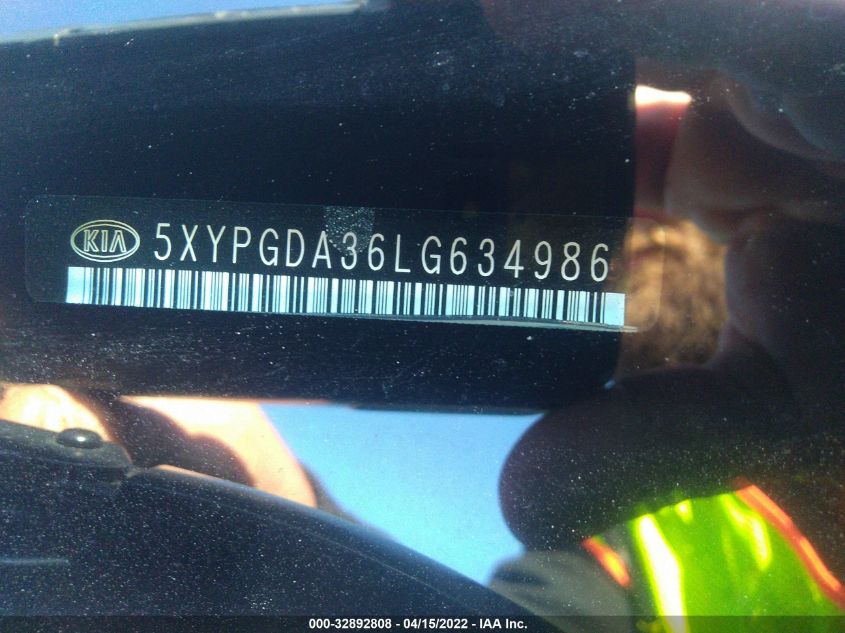 KIA 5XYPGDA36LG634986
000-32892808 - 04/15/2022 - IAA Inc.